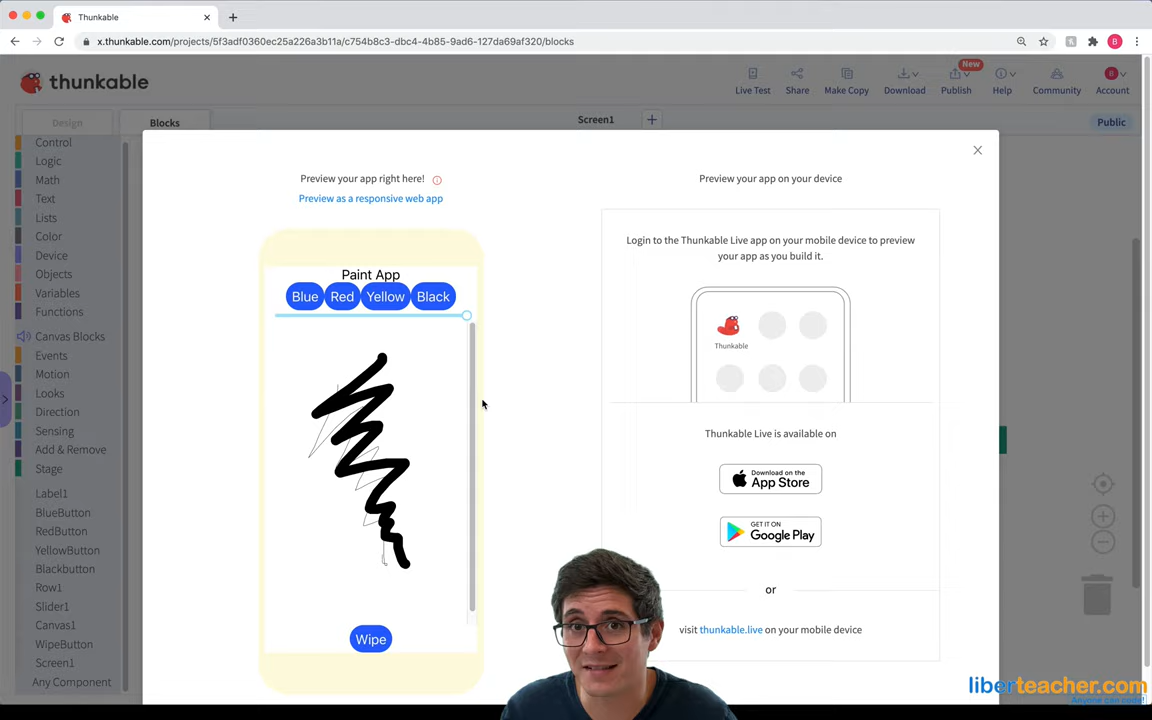 Thunkable
x.thunkable.com/projects/5f3adf0360ec25a226a3b11a/c754b8c3-dbc4-4b85-9ad6-127da69af320/blocks
B
thunkable
Live Test
Share
Make Copy
Download
New
Publish
Help
Community
B
Account
Design
Blocks
Screen1
Public
Control
Logic
Math
Text
Lists
Color
Device
Objects
Variables
Functions
Canvas Blocks
Events
Motion
Looks
Direction
Sensing
Add & Remove
Stage
Label1
BlueButton
RedButton
YellowButton
Blackbutton
Row1
Slider1
Canvas1
WipeButton
Screen1
Any Component
Preview your app right here!
Preview as a responsive web app
Paint App
Blue Red Yellow Black
Wipe
Preview your app on your device
Login to the Thunkable Live app on your mobile device to preview
your app as you build it.
Thunkable
Thunkable Live is available on
Download on the
App Store
GET IT ON
Google Play
or
visit thunkable.live on your mobile device
liberteacher.com
Anyone can code!